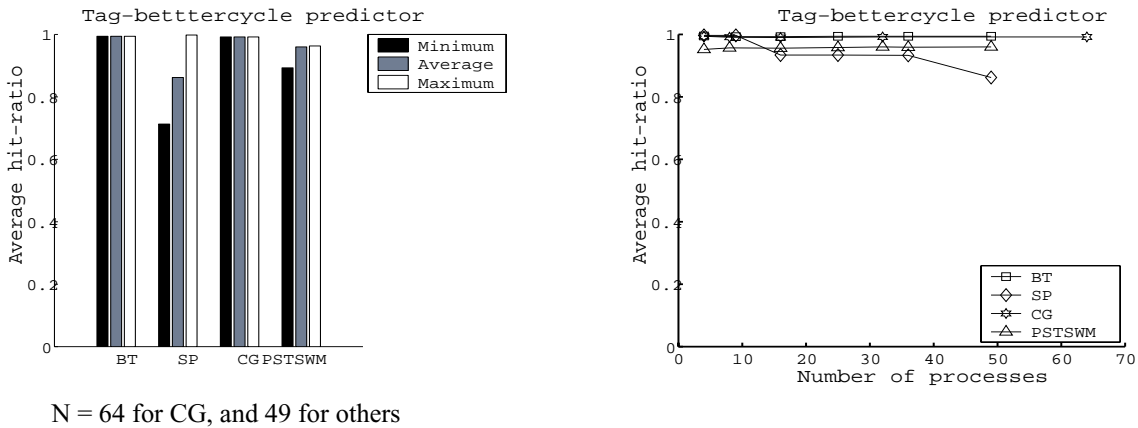 Tag-betttercycle predictor
1
0.8
0.6
0.4
0.2
0
Average hit-ratio
BT
SP
CG
PSTSWM
Minimum
Average
Maximum
N = 64 for CG, and 49 for others
Tag-bettercycle predictor
1
0.8
0.6
0.4
0.2
0
Average hit-ratio
0
10
20
30
40
50
60
70
Number of processes
BT
SP
CG
PSTSWM